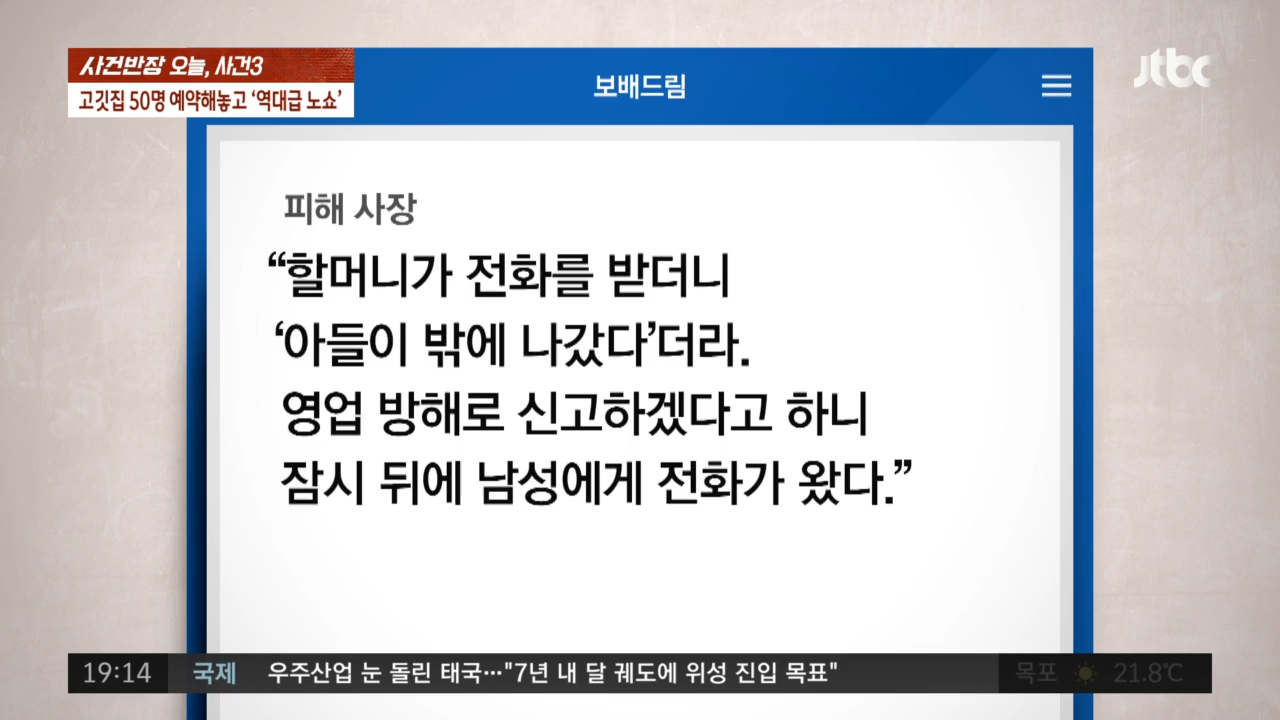 사건반장 오늘, 사건3
고깃집 50명 예약해놓고 ‘역대급 노쇼’
보배드림
jtbc
피해 사장
“할머니가 전화를 받더니
‘아들이 밖에 나갔다’더라.
영업 방해로 신고하겠다고 하니
잠시 뒤에 남성에게 전화가 왔다.”
19:14 국제 우주산업 눈 돌린 태국…"7년 내 달 궤도에 위성 진입 목표" 목포 21.8℃